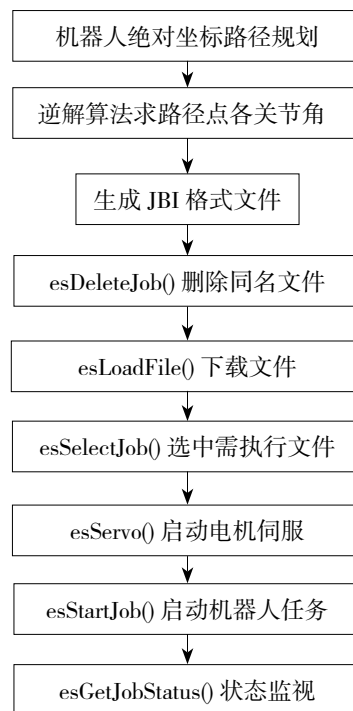 机器人绝对坐标路径规划
逆解算法求路径点各关节角
生成 JBI 格式文件
esDeleteJob() 删除同名文件
esLoadFile() 下载文件
esSelectJob() 选中需执行文件
esServo() 启动电机伺服
esStartJob() 启动机器人任务
esGetJobStatus() 状态监视